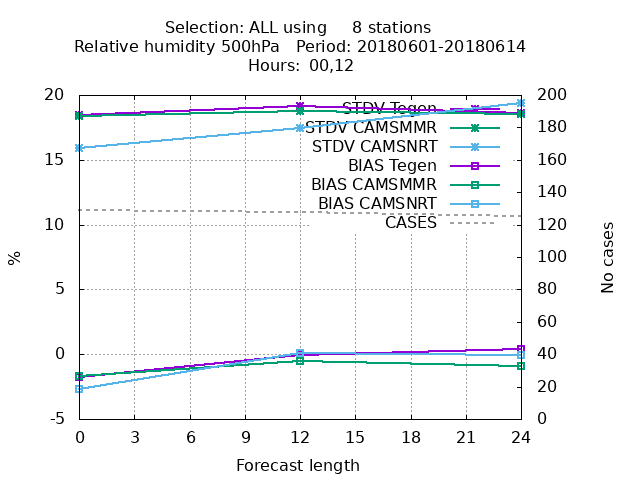 Selection: ALL using     8 stations
Relative humidity 500hPa   Period: 20180601-20180614
Hours: 00,12
20
15
10
5
0
-5
%
STDV Tegen
STDV CAMSMMR
STDV CAMSNRT
BIAS Tegen
BIAS CAMSMMR
BIAS CAMSNRT
CASES
200
180
160
140
120
100
80
60
40
20
0
No cases
0 3 6 9 12 15 18 21 24
Forecast length